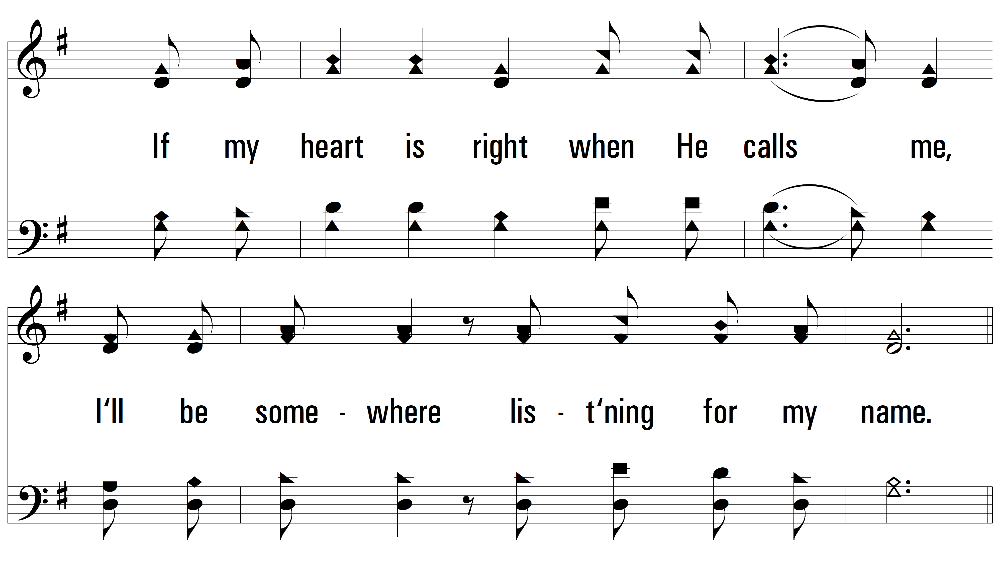 If my heart is right when He calls me,
I‘ll be some - where lis - t‘ning for my name.